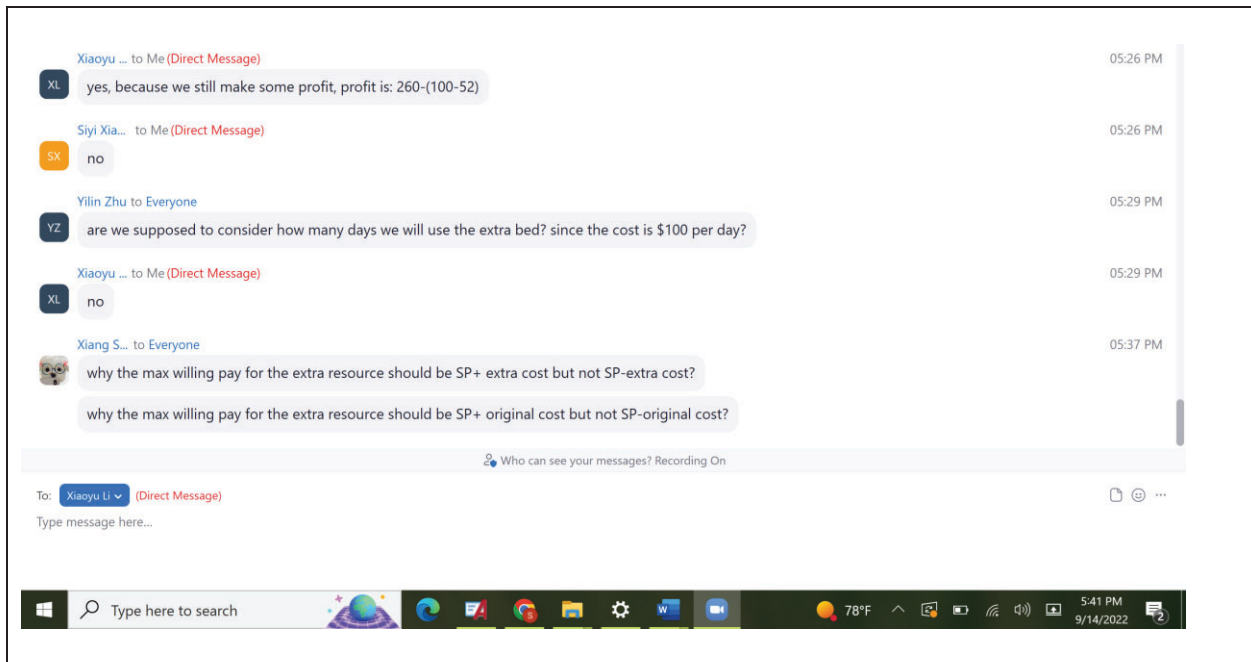 Xiaoyu ... to Me (Direct Message) 05:26 PM
XL
yes, because we still make some profit, profit is: 260-(100-52)
Siyi Xia... to Me (Direct Message) 05:26 PM
SX
no
Yilin Zhu to Everyone 05:29 PM
YZ
are we supposed to consider how many days we will use the extra bed? since the cost is $100 per day?
Xiaoyu ... to Me (Direct Message) 05:29 PM
XL
no
Xiang S... to Everyone 05:37 PM
why the max willing pay for the extra resource should be SP+ extra cost but not SP-extra cost?
why the max willing pay for the extra resource should be SP+ original cost but not SP-original cost?
Who can see your messages? Recording On
To: Xiaoyu Li (Direct Message)
Type message here...
Type here to search
W
S
78°F
5:41 PM
9/14/2022
2